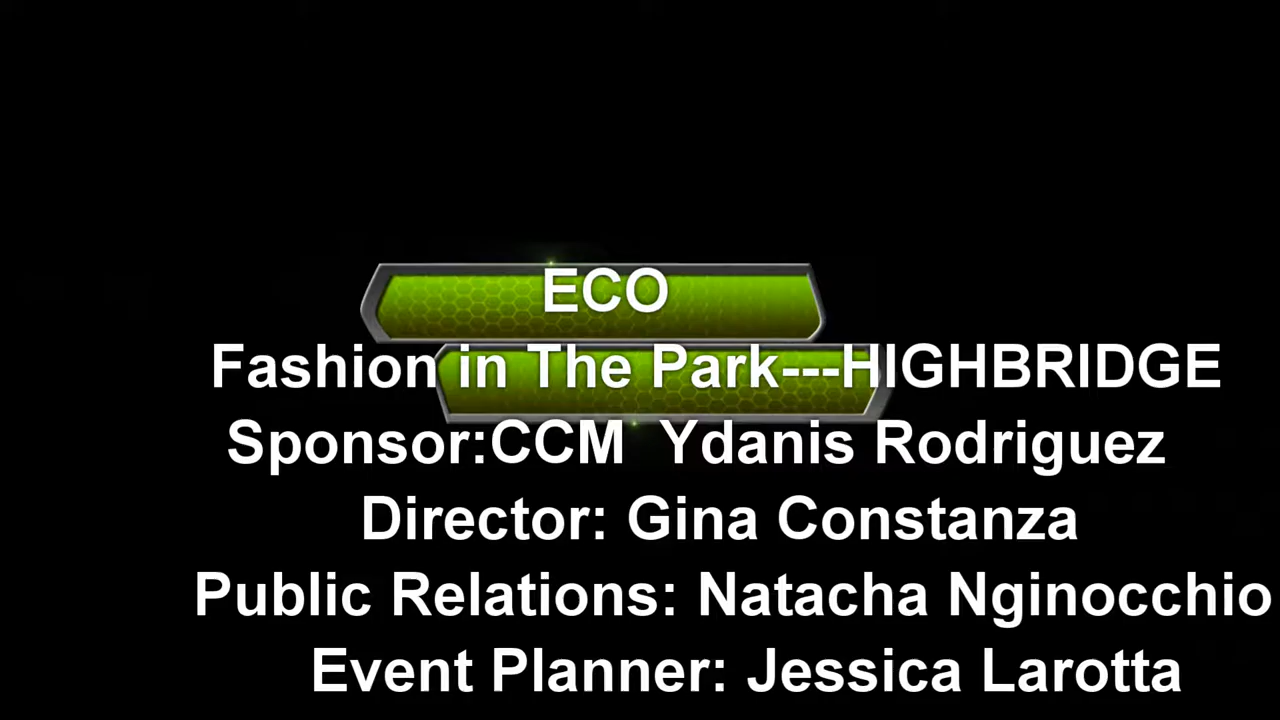 ECO
Fashion in The Park---HIGHBRIDGE
Sponsor:CCM  Ydanis Rodriguez
Director: Gina Constanza
Public Relations: Natacha Nginocchio
Event Planner: Jessica Larotta